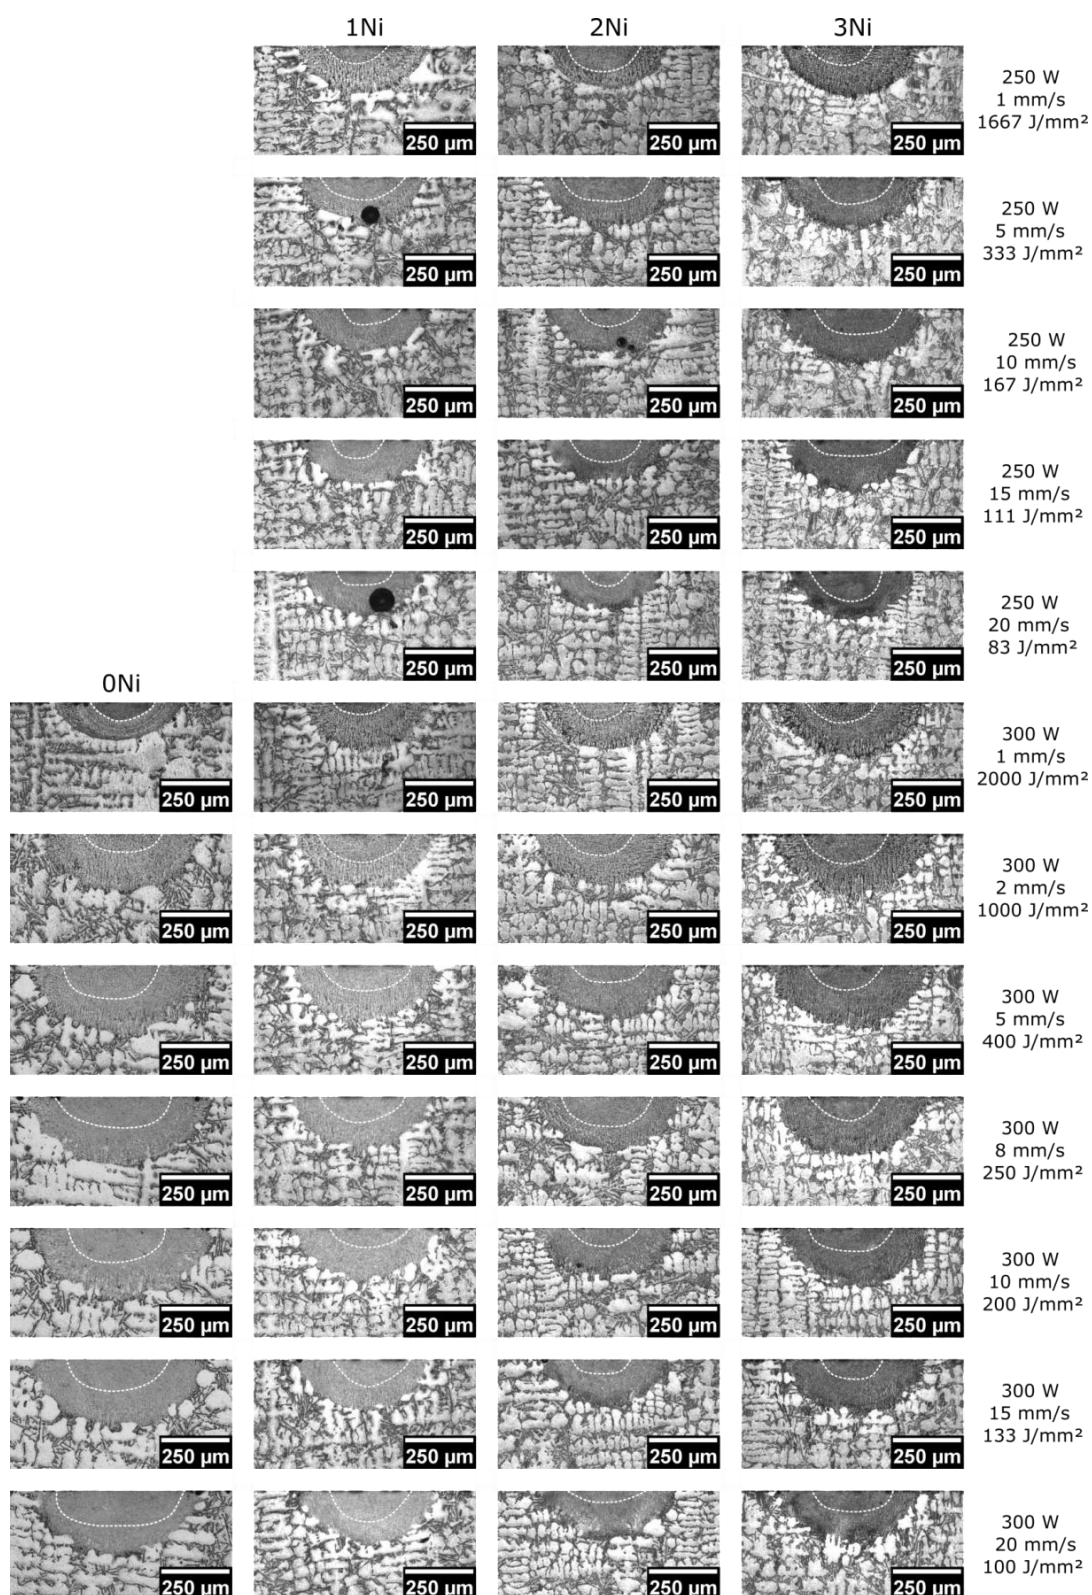 1Ni 2Ni 3Ni
250 µm 250 µm 250 µm
250 W
1 mm/s
1667 J/mm²
250 µm 250 µm 250 µm
250 W
5 mm/s
333 J/mm²
250 µm 250 µm 250 µm
250 W
10 mm/s
167 J/mm²
250 µm 250 µm 250 µm
250 W
15 mm/s
111 J/mm²
250 µm 250 µm 250 µm
250 W
20 mm/s
83 J/mm²
0Ni
250 µm 250 µm 250 µm 250 µm
300 W
1 mm/s
2000 J/mm²
250 µm 250 µm 250 µm 250 µm
300 W
2 mm/s
1000 J/mm²
250 µm 250 µm 250 µm 250 µm
300 W
5 mm/s
400 J/mm²
250 µm 250 µm 250 µm 250 µm
300 W
8 mm/s
250 J/mm²
250 µm 250 µm 250 µm 250 µm
300 W
10 mm/s
200 J/mm²
250 µm 250 µm 250 µm 250 µm
300 W
15 mm/s
133 J/mm²
250 µm 250 µm 250 µm 250 µm
300 W
20 mm/s
100 J/mm²